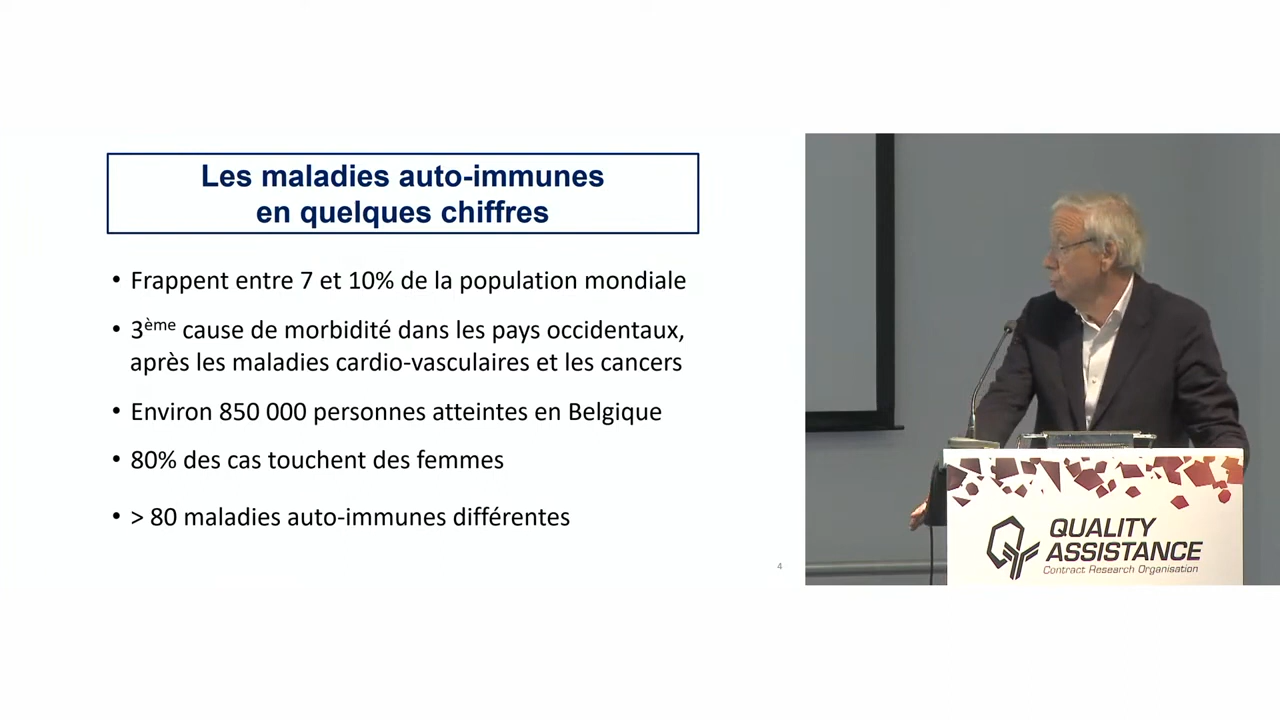 Les maladies auto-immunes
en quelques chiffres
• Frappent entre 7 et 10% de la population mondiale
• 3ème cause de morbidité dans les pays occidentaux,
après les maladies cardio-vasculaires et les cancers
• Environ 850 000 personnes atteintes en Belgique
• 80% des cas touchent des femmes
• > 80 maladies auto-immunes différentes
4
QUALITY
ASSISTANCE
Contract Research Organisation